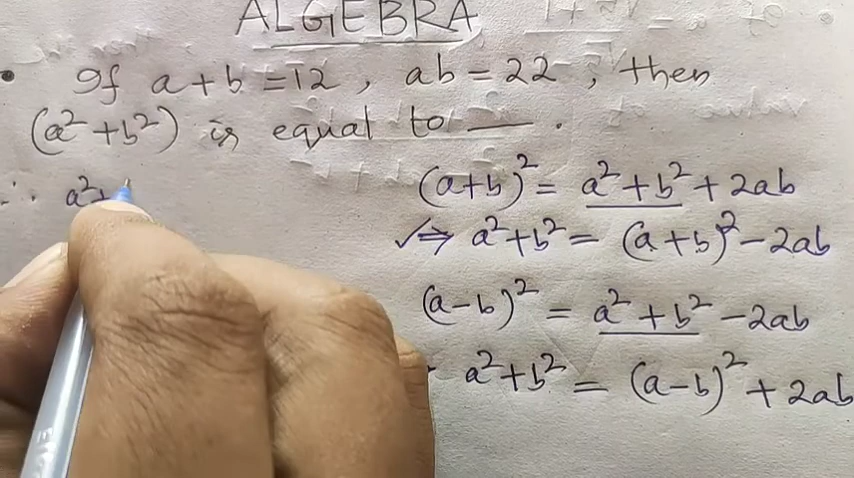 ALGEBRA
• If a+b=12, ab=22, then
(a²+b²) is equal to ___.
∴ a²+
(a+b)²= a²+b²+2ab
✓⇒ a²+b²= (a+b)²-2ab
(a-b)²= a²+b²-2ab
a²+b²= (a-b)²+2ab